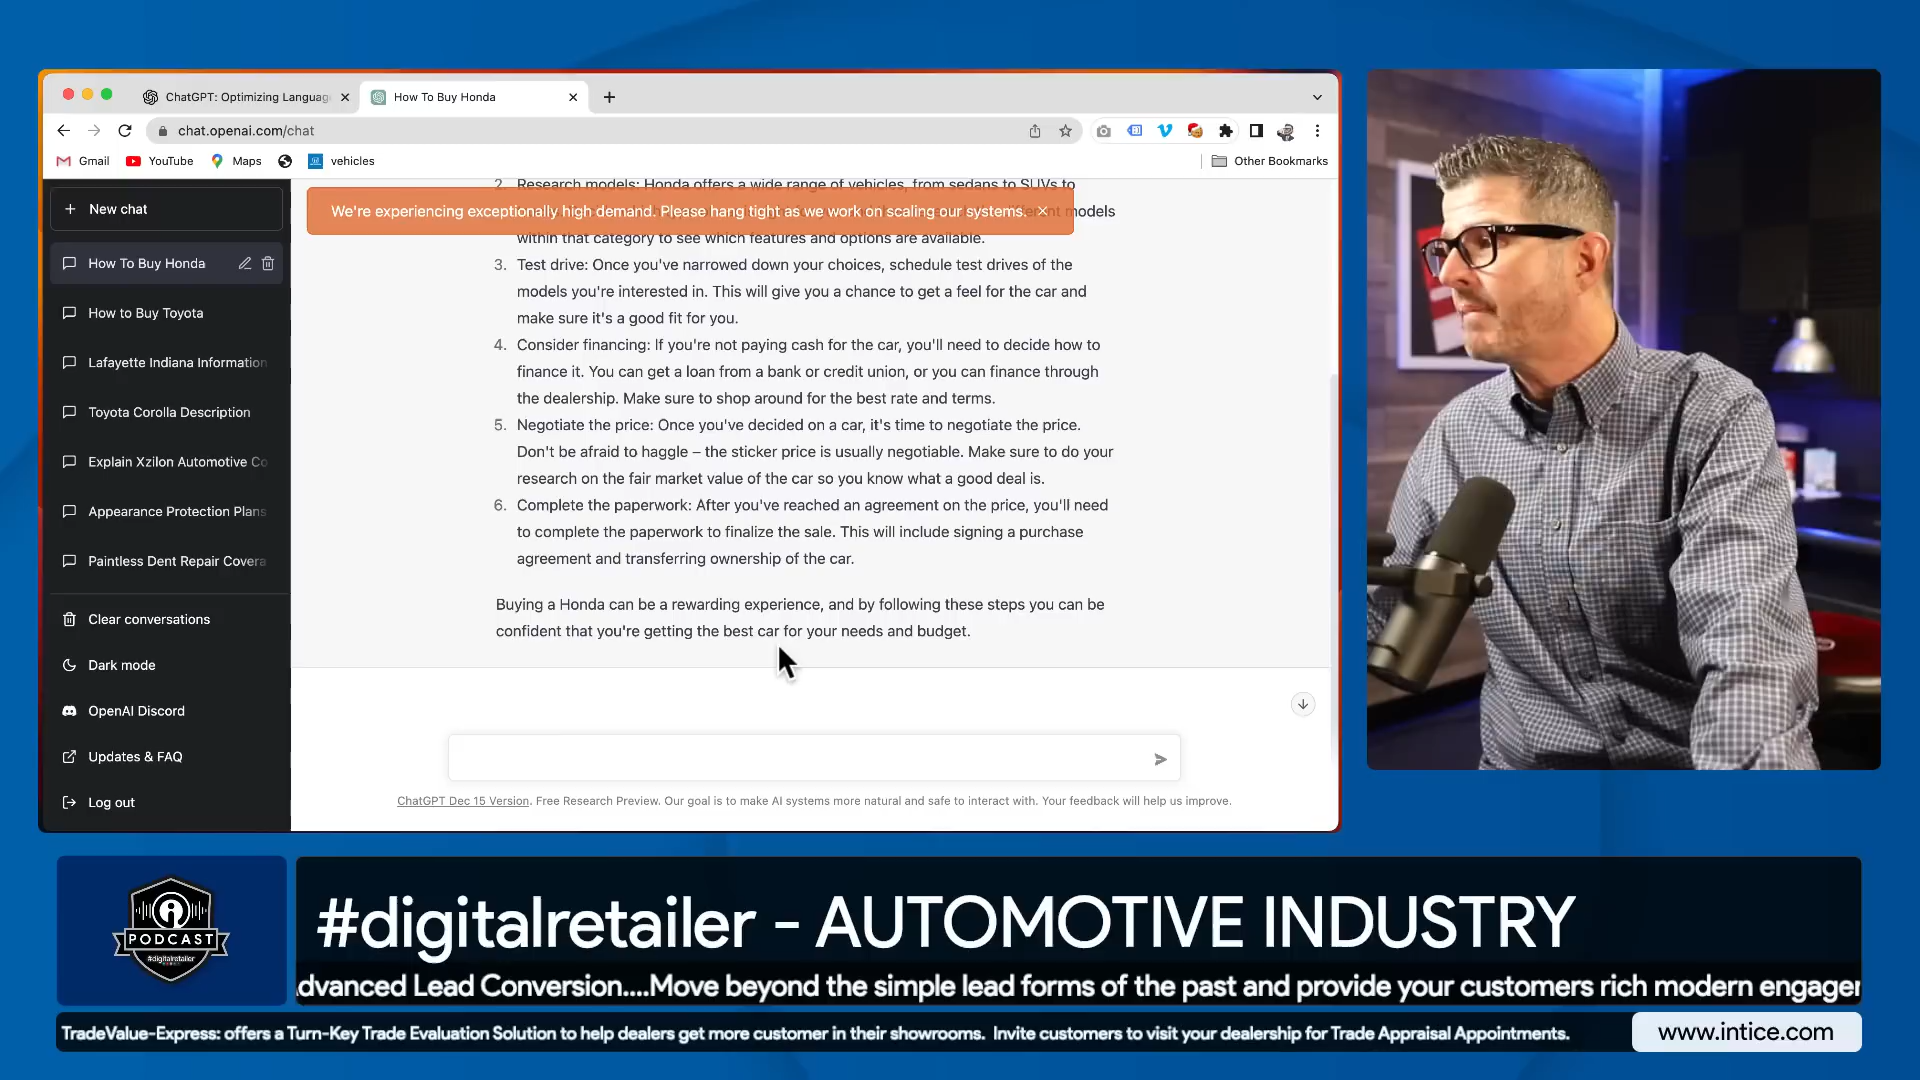 ChatGPT: Optimizing Languag
How To Buy Honda
chat.openai.com/chat
Gmail
YouTube
Maps
vehicles
Other Bookmarks
New chat
How To Buy Honda
How to Buy Toyota
Lafayette Indiana Information
Toyota Corolla Description
Explain Xzilon Automotive Co
Appearance Protection Plans
Paintless Dent Repair Covera
Clear conversations
Dark mode
OpenAI Discord
Updates & FAQ
Log out
2. Research models: Honda offers a wide range of vehicles, from sedans to SUVs to
We're experiencing exceptionally high demand. Please hang tight as we work on scaling our systems.
models
within that category to see which features and options are available.
3. Test drive: Once you've narrowed down your choices, schedule test drives of the
models you're interested in. This will give you a chance to get a feel for the car and
make sure it's a good fit for you.
4. Consider financing: If you're not paying cash for the car, you'll need to decide how to
finance it. You can get a loan from a bank or credit union, or you can finance through
the dealership. Make sure to shop around for the best rate and terms.
5. Negotiate the price: Once you've decided on a car, it's time to negotiate the price.
Don't be afraid to haggle – the sticker price is usually negotiable. Make sure to do your
research on the fair market value of the car so you know what a good deal is.
6. Complete the paperwork: After you've reached an agreement on the price, you'll need
to complete the paperwork to finalize the sale. This will include signing a purchase
agreement and transferring ownership of the car.
Buying a Honda can be a rewarding experience, and by following these steps you can be
confident that you're getting the best car for your needs and budget.
ChatGPT Dec 15 Version. Free Research Preview. Our goal is to make AI systems more natural and safe to interact with. Your feedback will help us improve.
PODCAST
#digitalretailer
#digitalretailer - AUTOMOTIVE INDUSTRY
dvanced Lead Conversion....Move beyond the simple lead forms of the past and provide your customers rich modern engager
TradeValue-Express: offers a Turn-Key Trade Evaluation Solution to help dealers get more customer in their showrooms. Invite customers to visit your dealership for Trade Appraisal Appointments.
www.intice.com